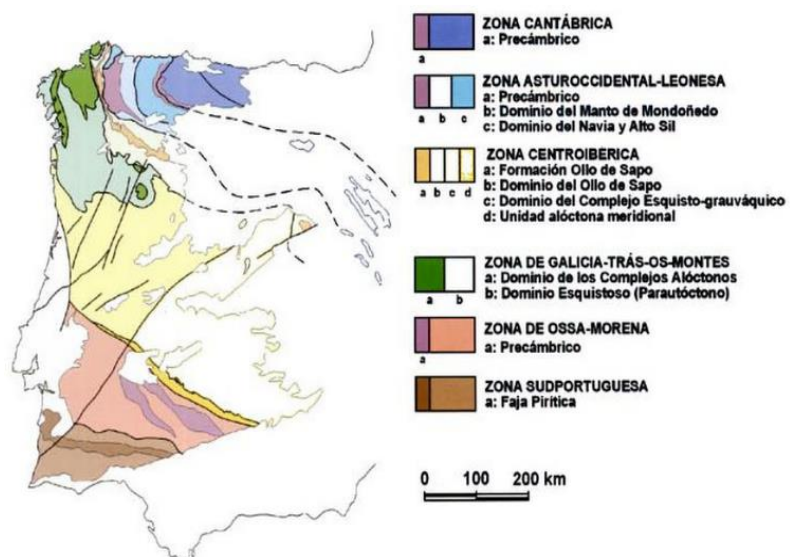 ZONA CANTÁBRICA
a: Precámbrico
a
ZONA ASTUROCCIDENTAL-LEONESA
a: Precámbrico
b: Dominio del Manto de Mondoñedo
c: Dominio del Navia y Alto Sil
a b c
ZONA CENTROIBÉRICA
a: Formación Ollo de Sapo
b: Dominio del Ollo de Sapo
c: Dominio del Complejo Esquisto-grauváquico
d: Unidad alóctona meridional
a b c d
ZONA DE GALICIA-TRÁS-OS-MONTES
a: Dominio de los Complejos Alóctonos
b: Dominio Esquistoso (Parautóctono)
a b
ZONA DE OSSA-MORENA
a: Precámbrico
a
ZONA SUDPORTUGUESA
a: Faja Pirítica
0 100 200 km